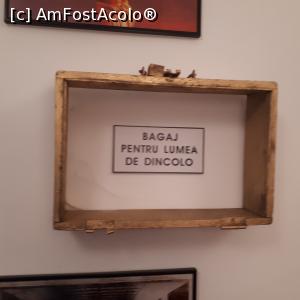 [c] AmFostAcolo®
BAGAJ
PENTRU LUMEA
DE DINCOLO